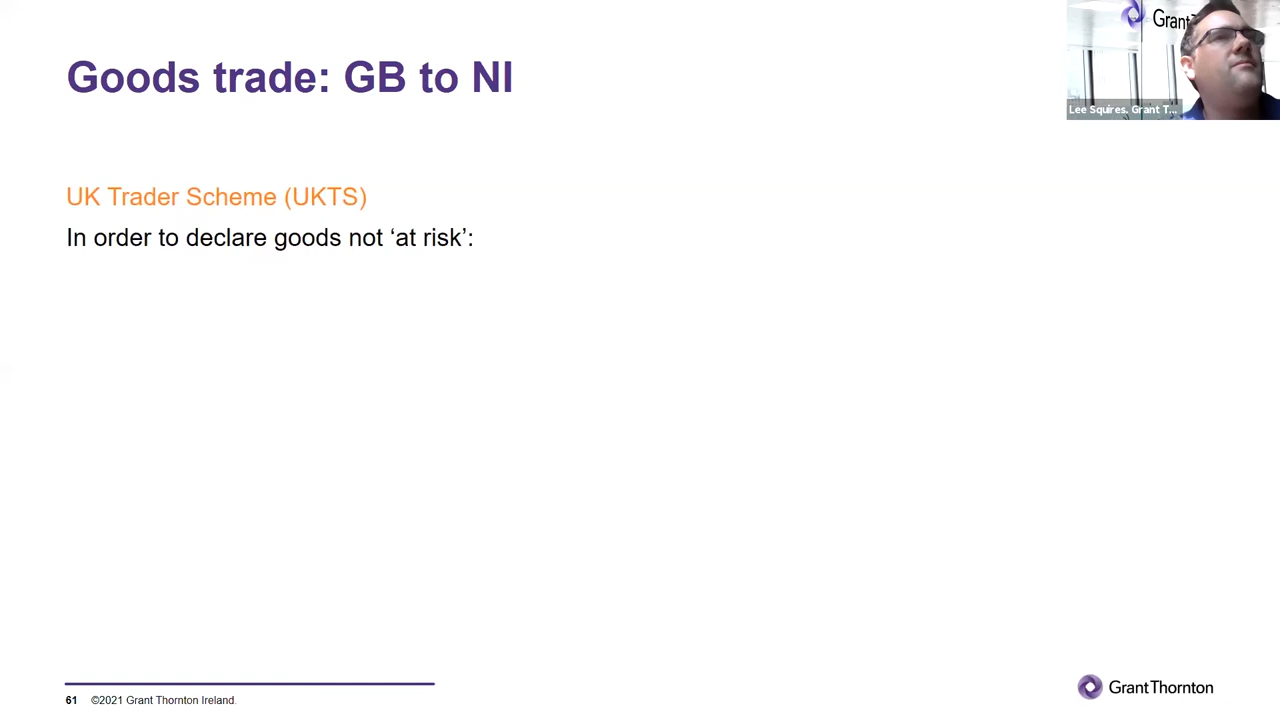 Goods trade: GB to NI
Grant
Lee Squires. Grant T...
UK Trader Scheme (UKTS)
In order to declare goods not ‘at risk’:
61 ©2021 Grant Thornton Ireland.
Grant Thornton